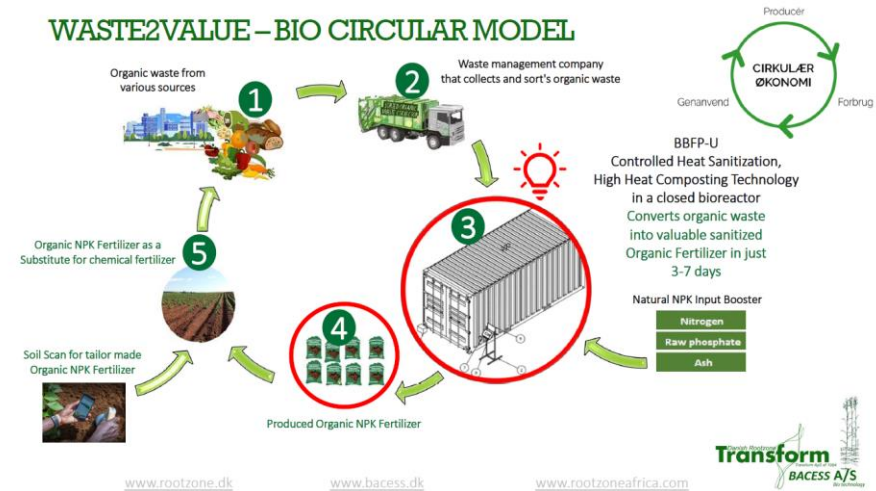 WASTE2VALUE – BIO CIRCULAR MODEL
Producér
CIRKULÆR
ØKONOMI
Genanvend
Forbrug
Organic waste from
various sources
1
2
Waste management company
that collects and sort's organic waste
BBFP-U
Controlled Heat Sanitization,
High Heat Composting Technology
in a closed bioreactor
Converts organic waste
into valuable sanitized
Organic Fertilizer in just
3-7 days
3
Natural NPK Input Booster
Nitrogen
Raw phosphate
Ash
4
Produced Organic NPK Fertilizer
Organic NPK Fertilizer as a
Substitute for chemical fertilizer
5
Soil Scan for tailor made
Organic NPK Fertilizer
Danish Rootzone
Transform
BACESS A/S
www.rootzone.dk
www.bacess.dk
www.rootzoneafrica.com